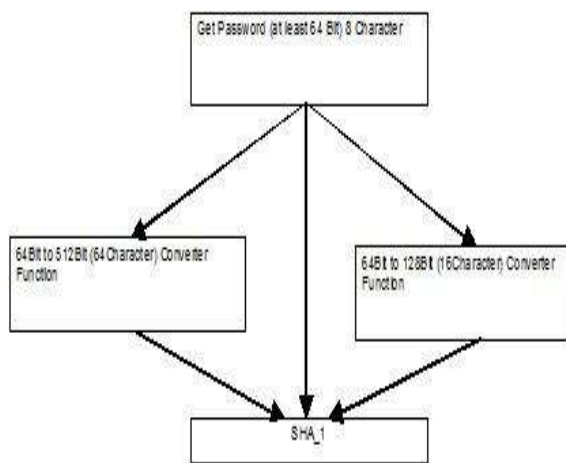 Get Password (at least 64 Bit) 8 Character
64Bit to 512Bit (64Character) Converter
Function
64Bit to 128Bit (16Character) Converter
Function
SHA_1